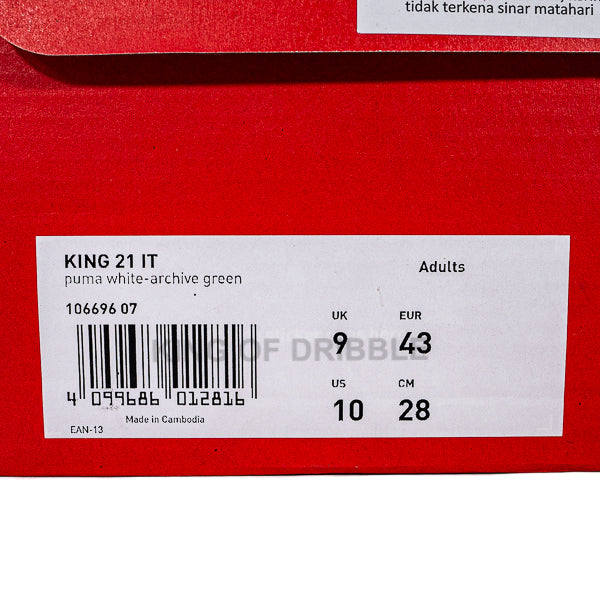 tidak terkena sinar matahari
KING 21 IT
puma white-archive green
Adults
106696 07
UK
9
EUR
43
US
10
CM
28
KING OF DRIBBLE
4 099686 012816
Made in Cambodia
EAN-13